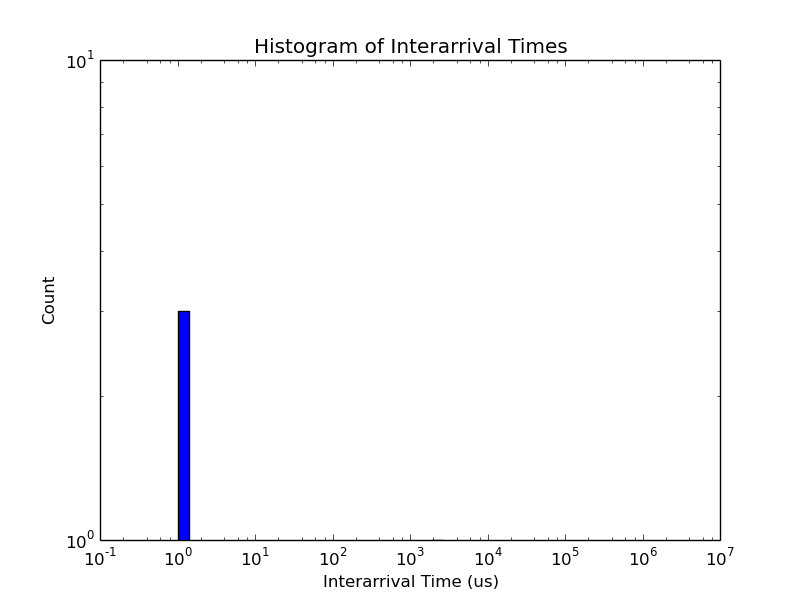 Histogram of Interarrival Times
10^1
Count
10^0
10^-1 10^0 10^1 10^2 10^3 10^4 10^5 10^6 10^7
Interarrival Time (us)